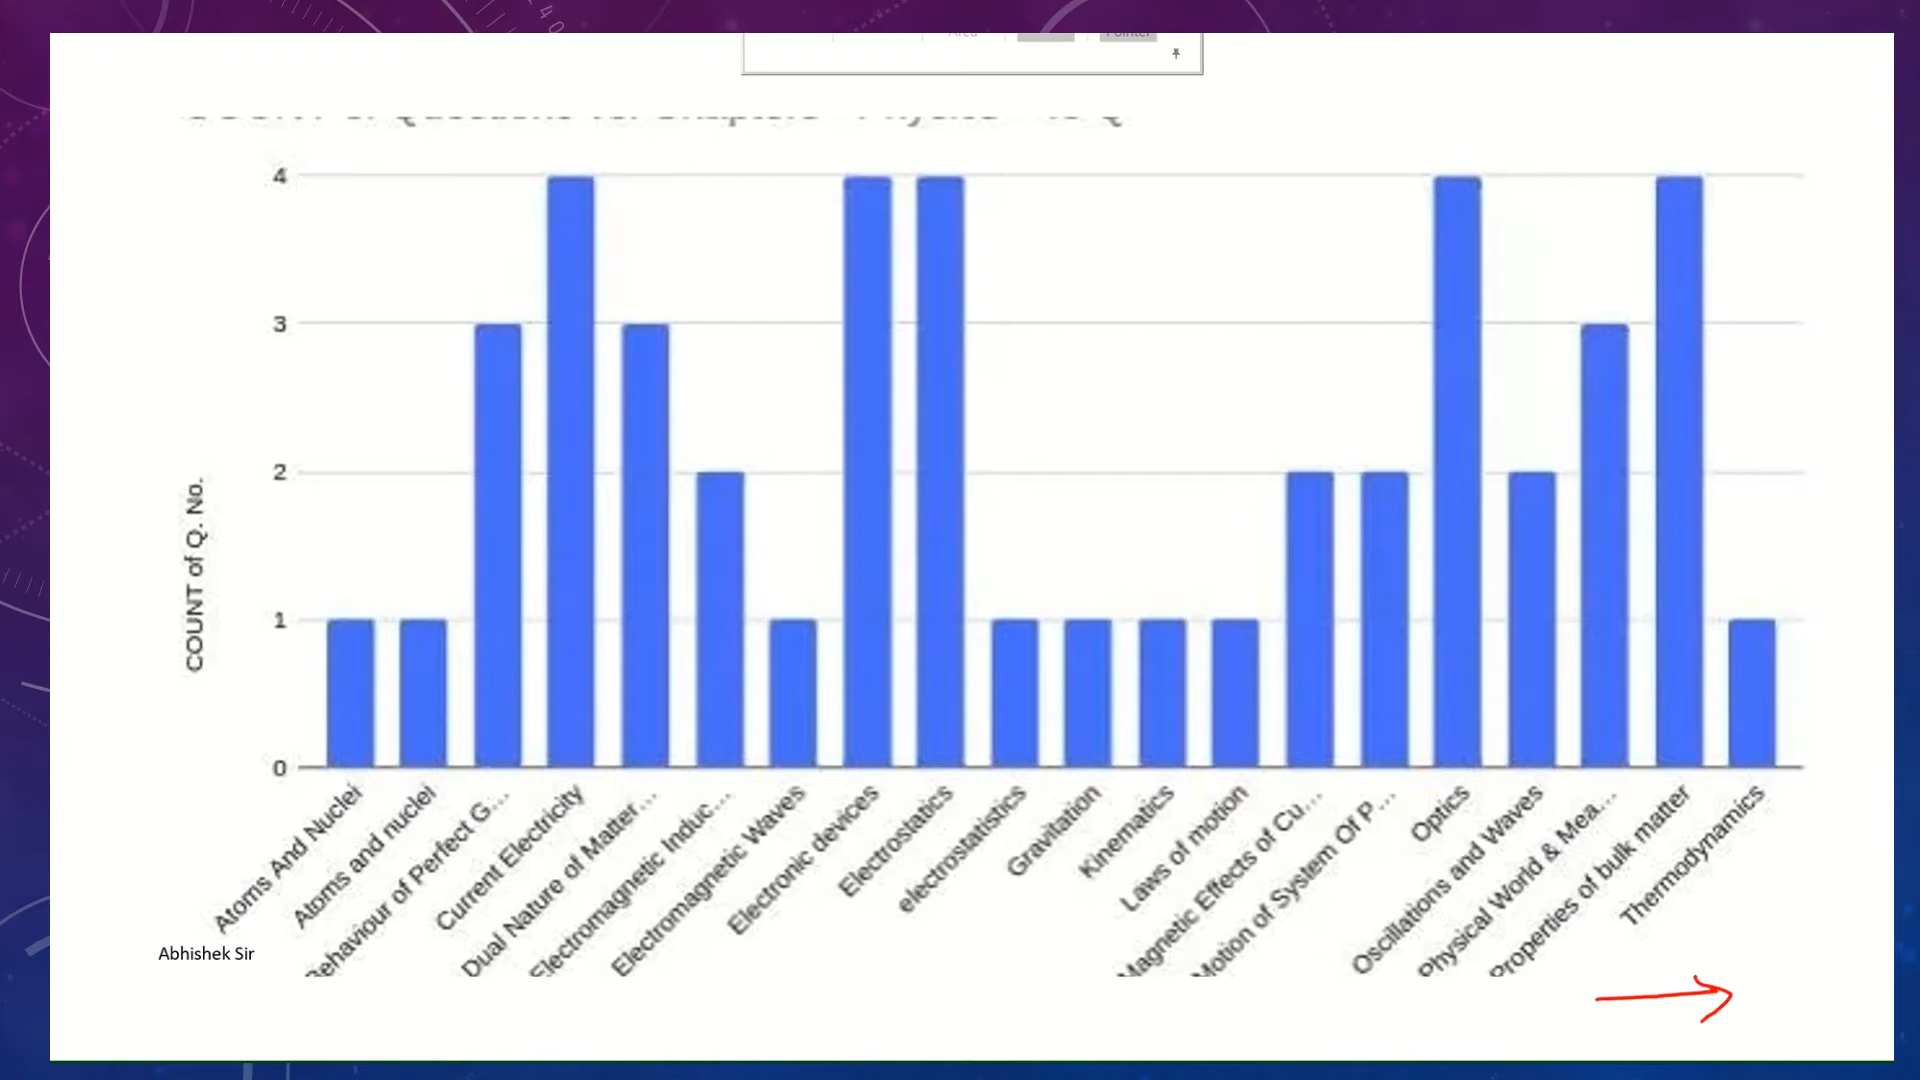 40
Area
Pointer
4
3
2
1
0
COUNT of Q. No.
Atoms And Nuclei
Atoms and nuclei
Behaviour of Perfect G...
Current Electricity
Dual Nature of Matter...
Electromagnetic Induc...
Electromagnetic Waves
Electronic devices
Electrostatics
electrostatistics
Gravitation
Kinematics
Laws of motion
Magnetic Effects of Cu...
Motion of System Of P...
Optics
Oscillations and Waves
Physical World & Mea...
Properties of bulk matter
Thermodynamics
Abhishek Sir